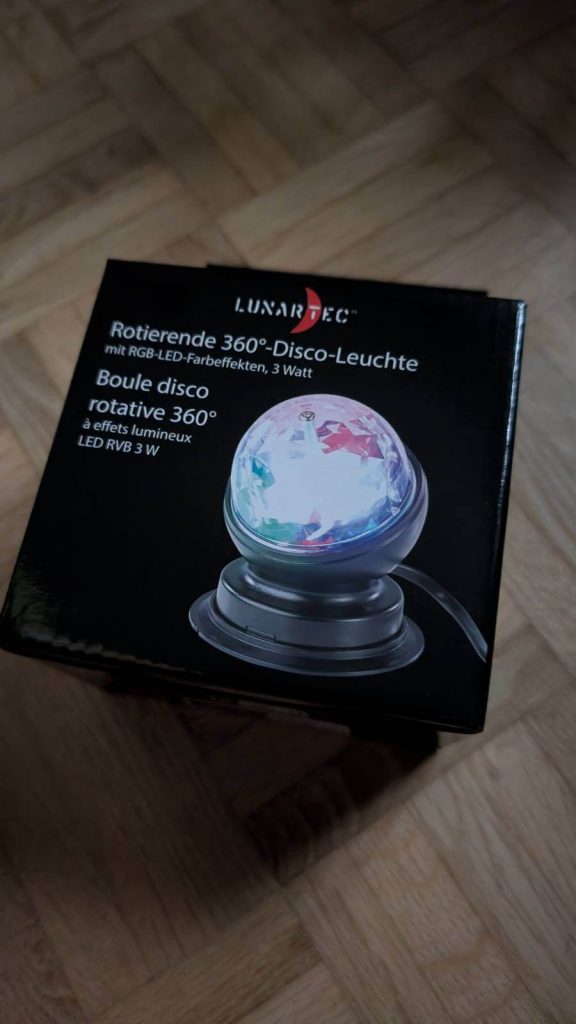 LUNARTEC™
Rotierende 360°-Disco-Leuchte
mit RGB-LED-Farbeffekten, 3 Watt
Boule disco
rotative 360°
à effets lumineux
LED RVB 3 W